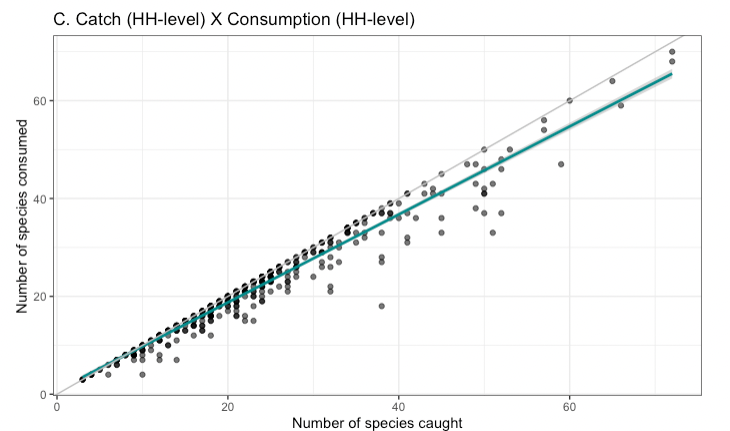 C. Catch (HH-level) X Consumption (HH-level)
Number of species consumed
60
40
20
0
0 20 40 60
Number of species caught